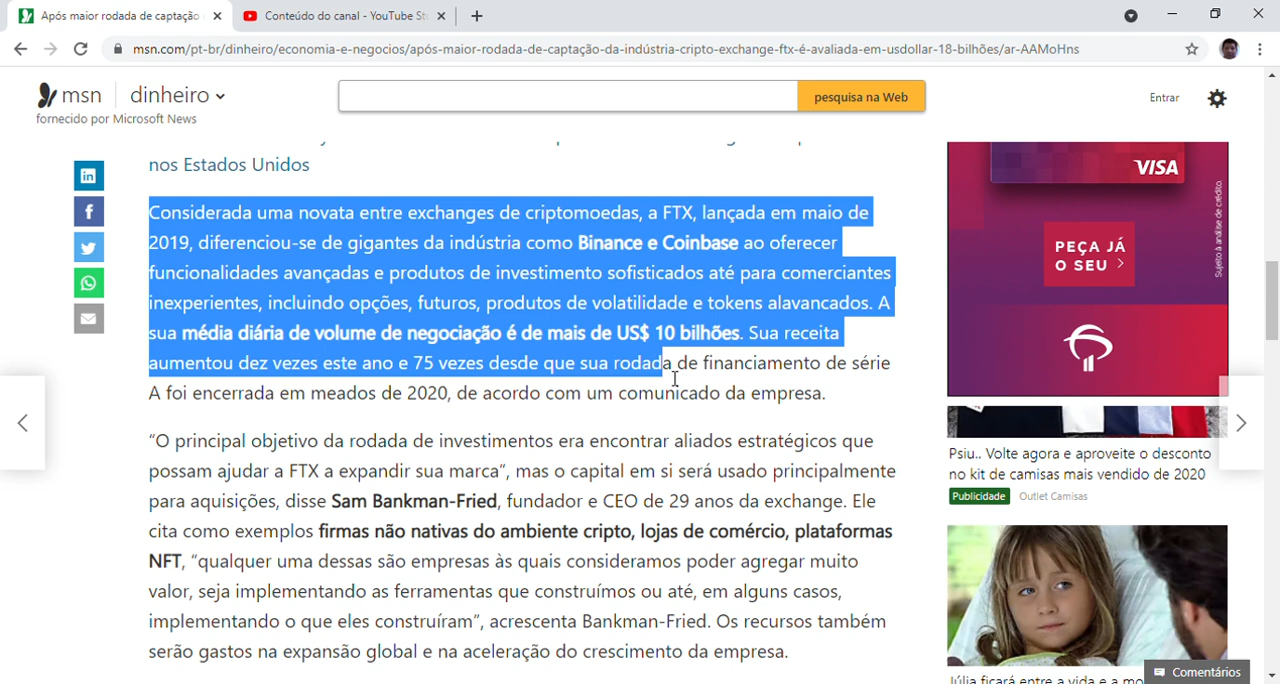 Após maior rodada de captação
Conteúdo do canal - YouTube St
msn.com/pt-br/dinheiro/economia-e-negocios/após-maior-rodada-de-captação-da-indústria-cripto-exchange-ftx-é-avaliada-em-usdollar-18-bilhões/ar-AAMoHns
msn dinheiro
fornecido por Microsoft News
pesquisa na Web
Entrar
nos Estados Unidos
Considerada uma novata entre exchanges de criptomoedas, a FTX, lançada em maio de
2019, diferenciou-se de gigantes da indústria como Binance e Coinbase ao oferecer
funcionalidades avançadas e produtos de investimento sofisticados até para comerciantes
inexperientes, incluindo opções, futuros, produtos de volatilidade e tokens alavancados. A
sua média diária de volume de negociação é de mais de US$ 10 bilhões. Sua receita
aumentou dez vezes este ano e 75 vezes desde que sua rodada de financiamento de série
A foi encerrada em meados de 2020, de acordo com um comunicado da empresa.
“O principal objetivo da rodada de investimentos era encontrar aliados estratégicos que
possam ajudar a FTX a expandir sua marca”, mas o capital em si será usado principalmente
para aquisições, disse Sam Bankman-Fried, fundador e CEO de 29 anos da exchange. Ele
cita como exemplos firmas não nativas do ambiente cripto, lojas de comércio, plataformas
NFT, “qualquer uma dessas são empresas às quais consideramos poder agregar muito
valor, seja implementando as ferramentas que construímos ou até, em alguns casos,
implementando o que eles construíram”, acrescenta Bankman-Fried. Os recursos também
serão gastos na expansão global e na aceleração do crescimento da empresa.
VISA
Sujeito à análise de crédito.
PEÇA JÁ
O SEU
Psiu.. Volte agora e aproveite o desconto
no kit de camisas mais vendido de 2020
Publicidade Outlet Camisas
Júlia ficará entre a vida e a mo
Comentários